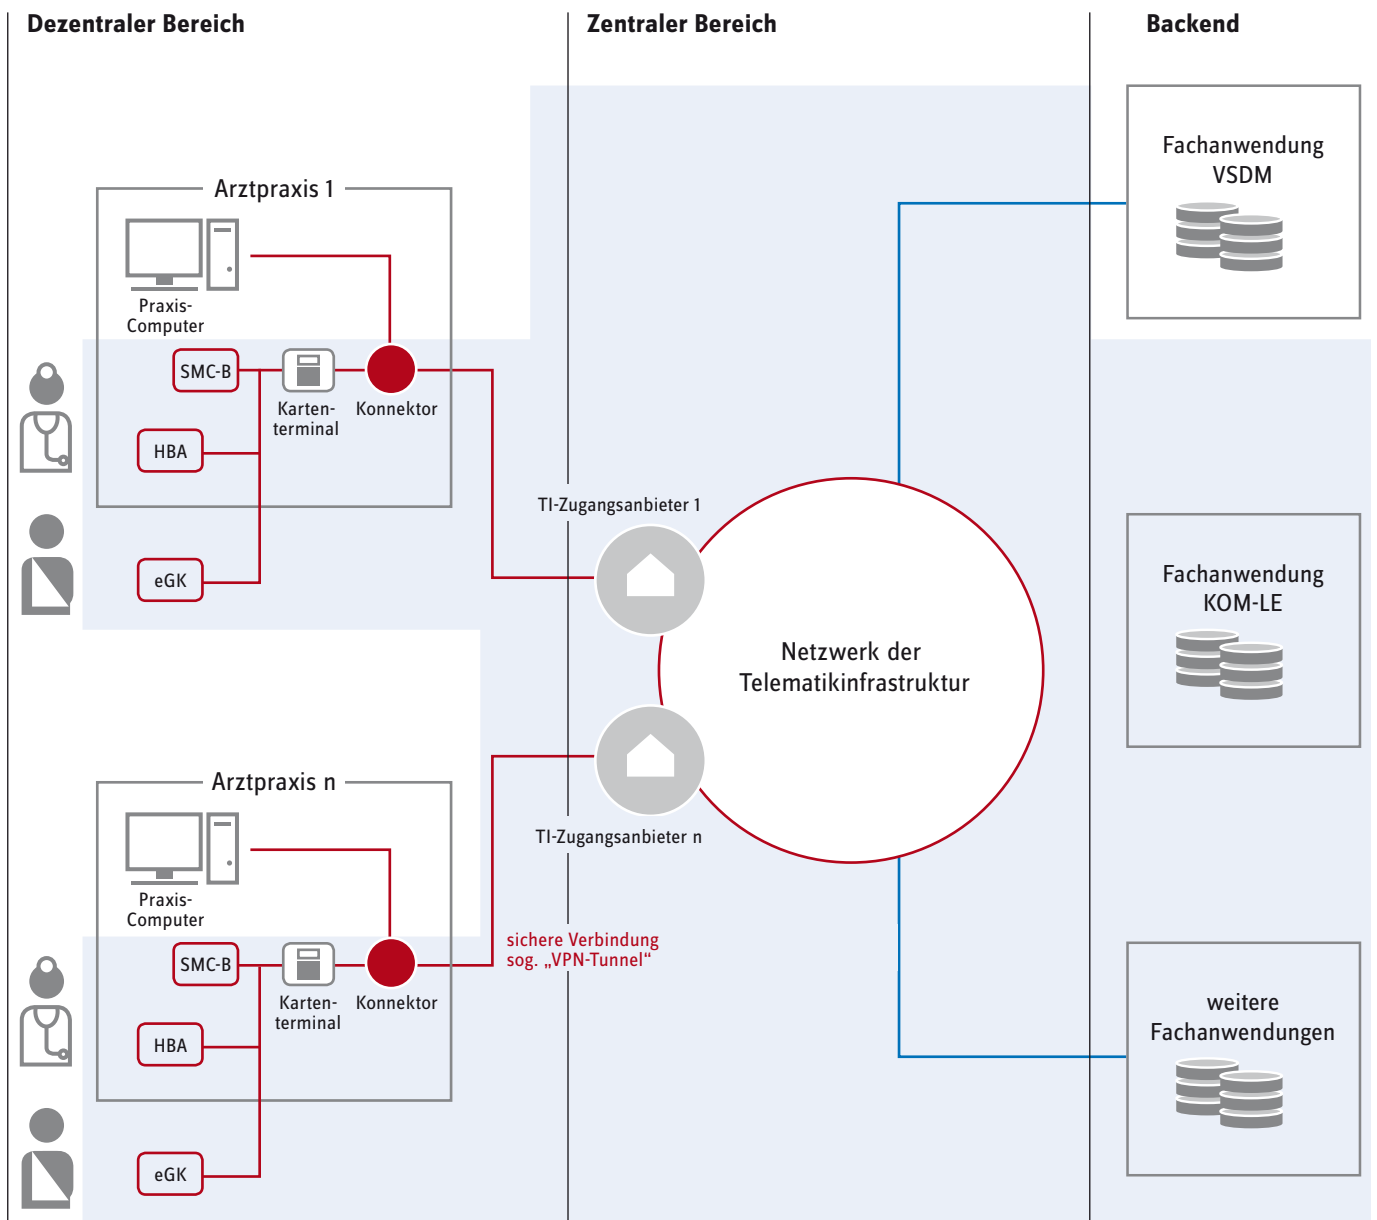 Dezentraler Bereich
Zentraler Bereich
Backend
Arztpraxis 1
Praxis-
Computer
SMC-B
HBA
eGK
Karten-
terminal
Konnektor
TI-Zugangsanbieter 1
Netzwerk der
Telematikinfrastruktur
TI-Zugangsanbieter n
Arztpraxis n
Praxis-
Computer
SMC-B
HBA
eGK
Karten-
terminal
Konnektor
sichere Verbindung
sog. „VPN-Tunnel“
Fachanwendung
VSDM
Fachanwendung
KOM-LE
weitere
Fachanwendungen